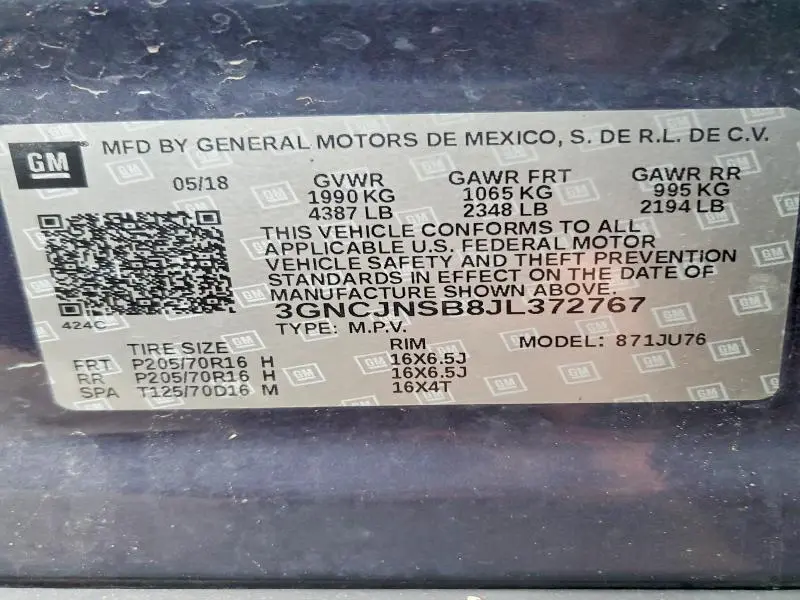 GM MFD BY GENERAL MOTORS DE MEXICO, S. DE R.L. DE C.V.
05/18 GVWR GAWR FRT GAWR RR
1990 KG 1065 KG 995 KG
4387 LB 2348 LB 2194 LB
THIS VEHICLE CONFORMS TO ALL
APPLICABLE U.S. FEDERAL MOTOR
VEHICLE SAFETY AND THEFT PREVENTION
STANDARDS IN EFFECT ON THE DATE OF
MANUFACTURE SHOWN ABOVE.
424C
3GNCJNSB8JL372767
TYPE: M.P.V. MODEL: 871JU76
TIRE SIZE RIM
FRT P205/70R16 H 16X6.5J
RR P205/70R16 H 16X6.5J
SPA T125/70D16 M 16X4T